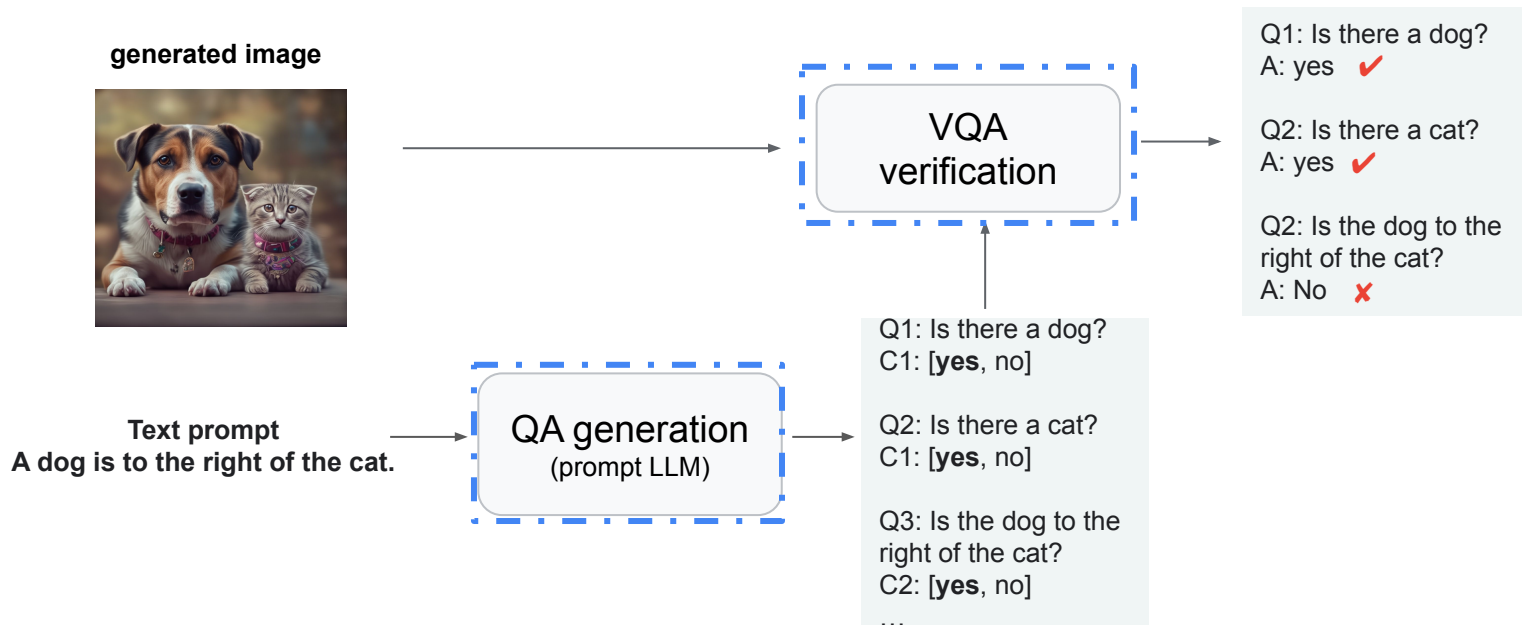 generated image
VQA
verification
Q1: Is there a dog?
A: yes ✔
Q2: Is there a cat?
A: yes ✔
Q2: Is the dog to the
right of the cat?
A: No ✘
Text prompt
A dog is to the right of the cat.
QA generation
(prompt LLM)
Q1: Is there a dog?
C1: [yes, no]
Q2: Is there a cat?
C1: [yes, no]
Q3: Is the dog to the
right of the cat?
C2: [yes, no]
...